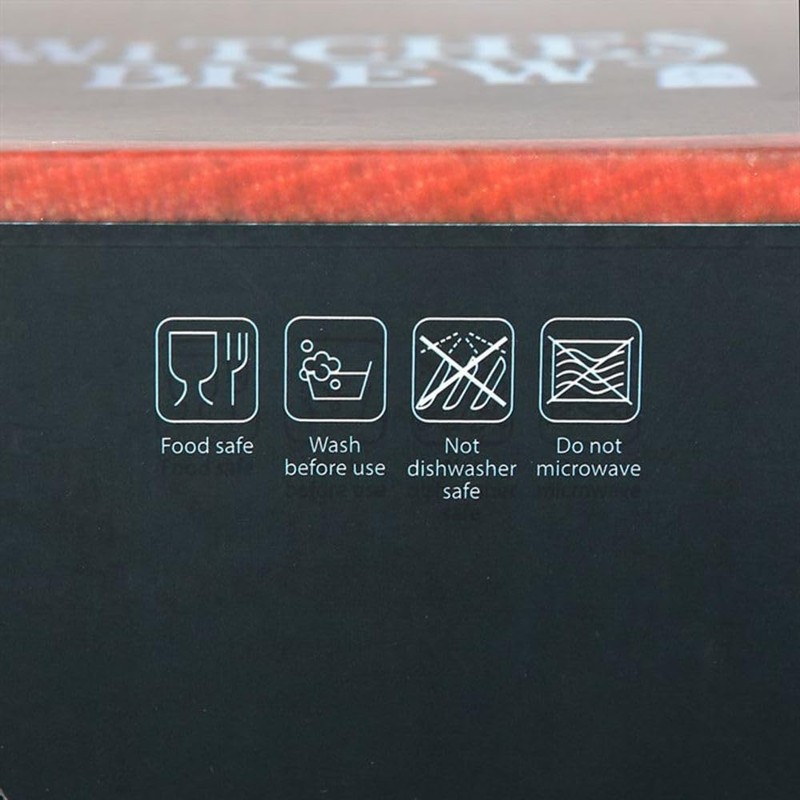 WITCHES
BREW
Food safe
Wash
before use
Not
dishwasher
safe
Do not
microwave